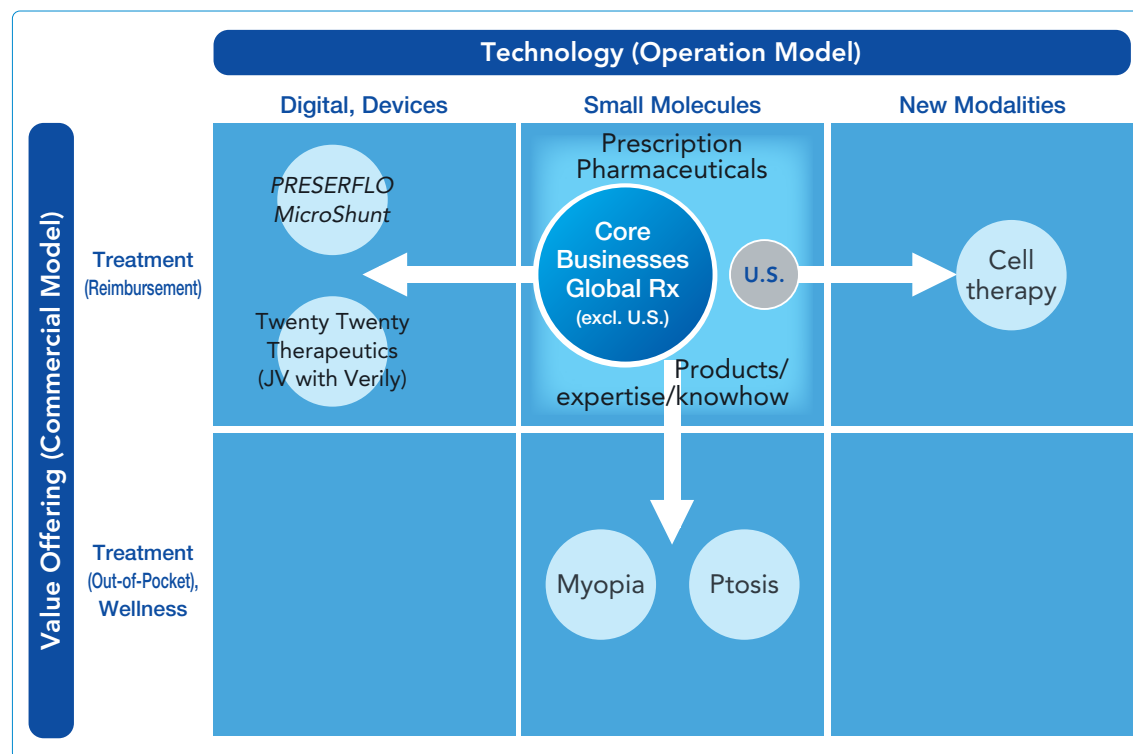 Technology (Operation Model)
Digital, Devices
Small Molecules
New Modalities
Value Offering (Commercial Model)
Treatment
(Reimbursement)
PRESERFLO
MicroShunt
Twenty Twenty
Therapeutics
(JV with Verily)
Prescription
Pharmaceuticals
Core
Businesses
Global Rx
(excl. U.S.)
U.S.
Products/
expertise/knowhow
Cell
therapy
Treatment
(Out-of-Pocket),
Wellness
Myopia
Ptosis